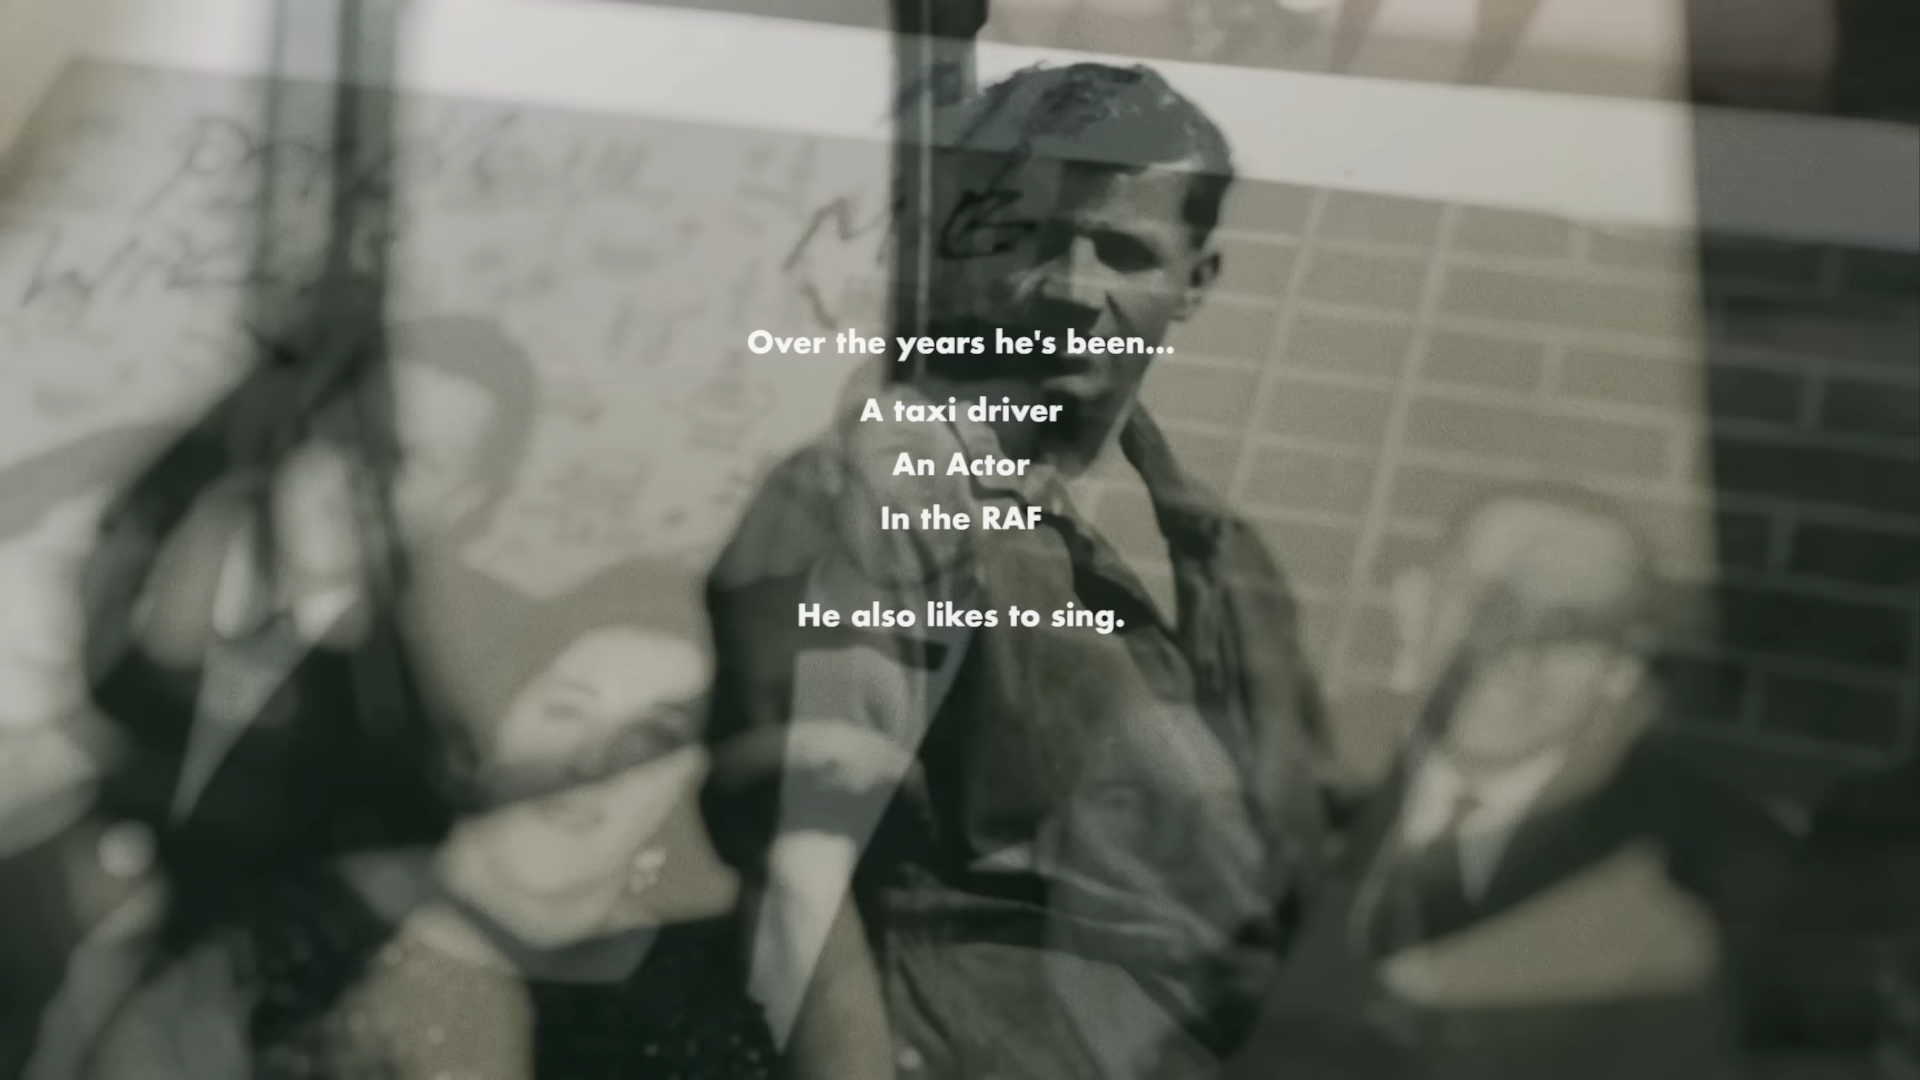 Over the years he's been...
A taxi driver
An Actor
In the RAF
He also likes to sing.